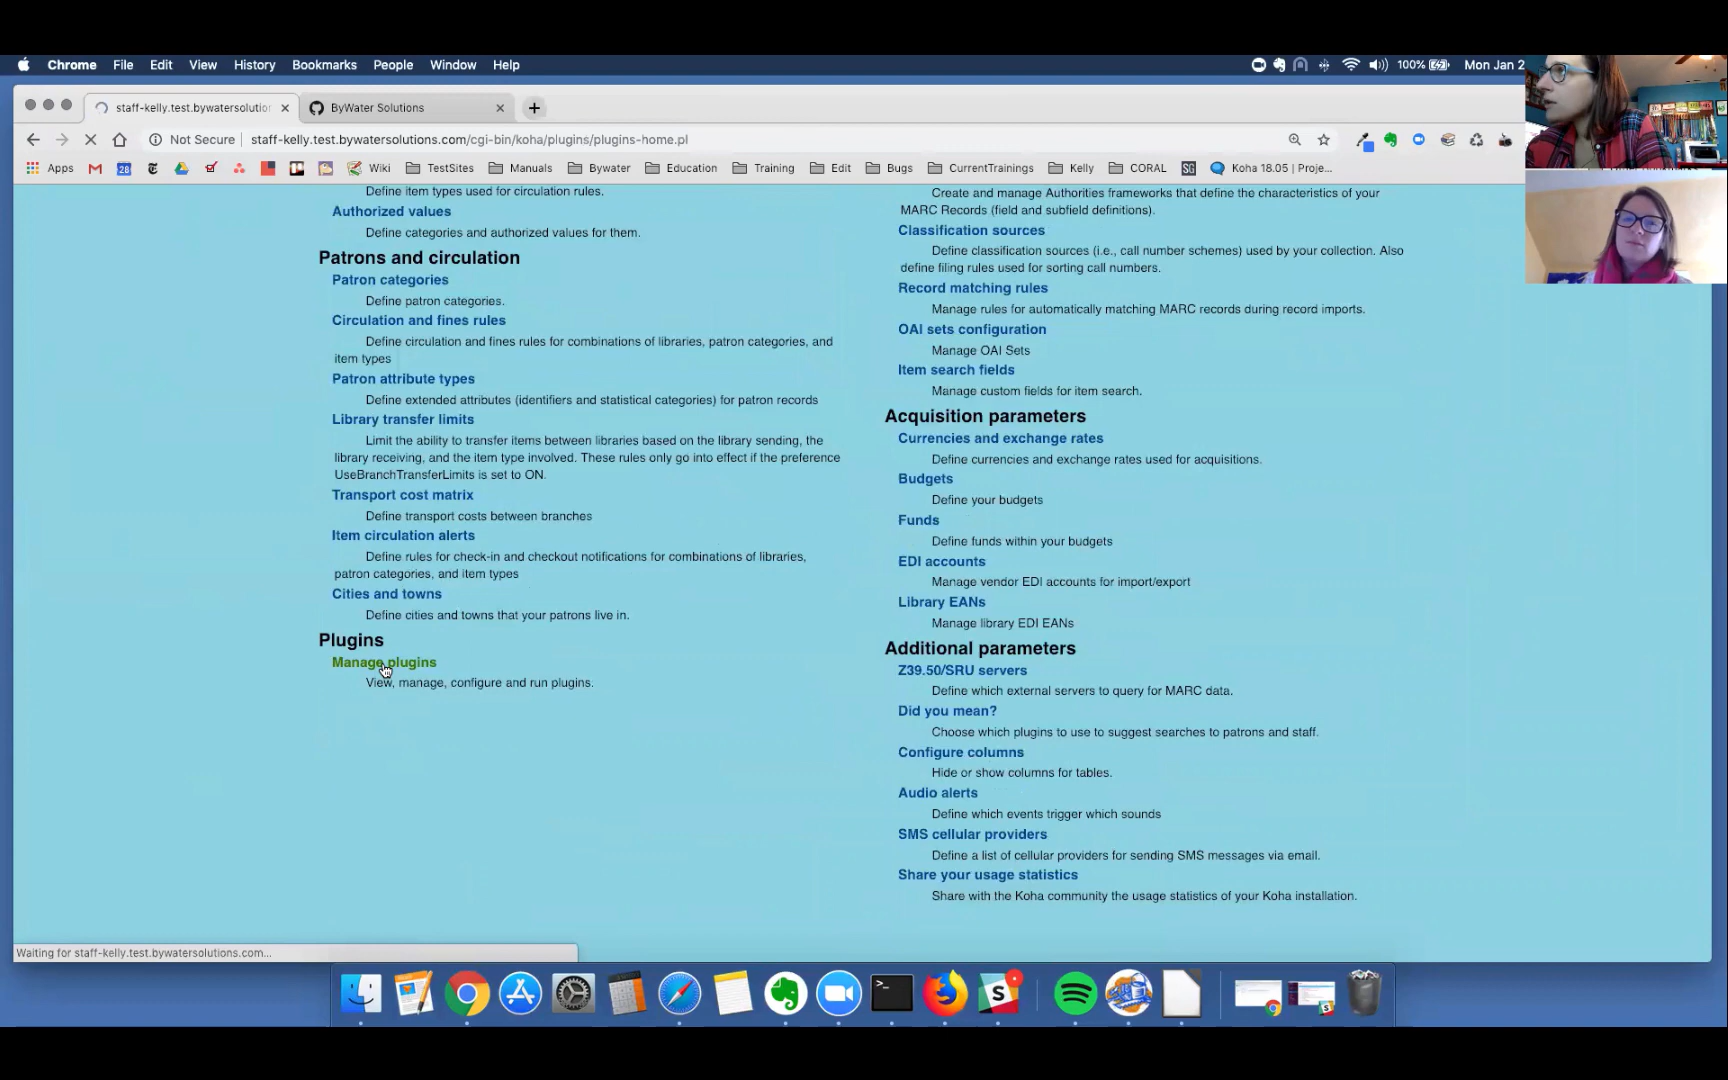 Chrome File Edit View History Bookmarks People Window Help 100% Mon Jan 2
staff-kelly.test.bywatersolution
ByWater Solutions
Not Secure staff-kelly.test.bywatersolutions.com/cgi-bin/koha/plugins/plugins-home.pl
Apps Wiki TestSites Manuals Bywater Education Training Edit Bugs CurrentTrainings Kelly CORAL SG Koha 18.05 | Proje...
Define item types used for circulation rules.
Authorized values
Define categories and authorized values for them.
Patrons and circulation
Patron categories
Define patron categories.
Circulation and fines rules
Define circulation and fines rules for combinations of libraries, patron categories, and
item types
Patron attribute types
Define extended attributes (identifiers and statistical categories) for patron records
Library transfer limits
Limit the ability to transfer items between libraries based on the library sending, the
library receiving, and the item type involved. These rules only go into effect if the preference
UseBranchTransferLimits is set to ON.
Transport cost matrix
Define transport costs between branches
Item circulation alerts
Define rules for check-in and checkout notifications for combinations of libraries,
patron categories, and item types
Cities and towns
Define cities and towns that your patrons live in.
Plugins
Manage plugins
View, manage, configure and run plugins.
Create and manage Authorities frameworks that define the characteristics of your
MARC Records (field and subfield definitions).
Classification sources
Define classification sources (i.e., call number schemes) used by your collection. Also
define filing rules used for sorting call numbers.
Record matching rules
Manage rules for automatically matching MARC records during record imports.
OAI sets configuration
Manage OAI Sets
Item search fields
Manage custom fields for item search.
Acquisition parameters
Currencies and exchange rates
Define currencies and exchange rates used for acquisitions.
Budgets
Define your budgets
Funds
Define funds within your budgets
EDI accounts
Manage vendor EDI accounts for import/export
Library EANs
Manage library EDI EANs
Additional parameters
Z39.50/SRU servers
Define which external servers to query for MARC data.
Did you mean?
Choose which plugins to use to suggest searches to patrons and staff.
Configure columns
Hide or show columns for tables.
Audio alerts
Define which events trigger which sounds
SMS cellular providers
Define a list of cellular providers for sending SMS messages via email.
Share your usage statistics
Share with the Koha community the usage statistics of your Koha installation.
Waiting for staff-kelly.test.bywatersolutions.com...